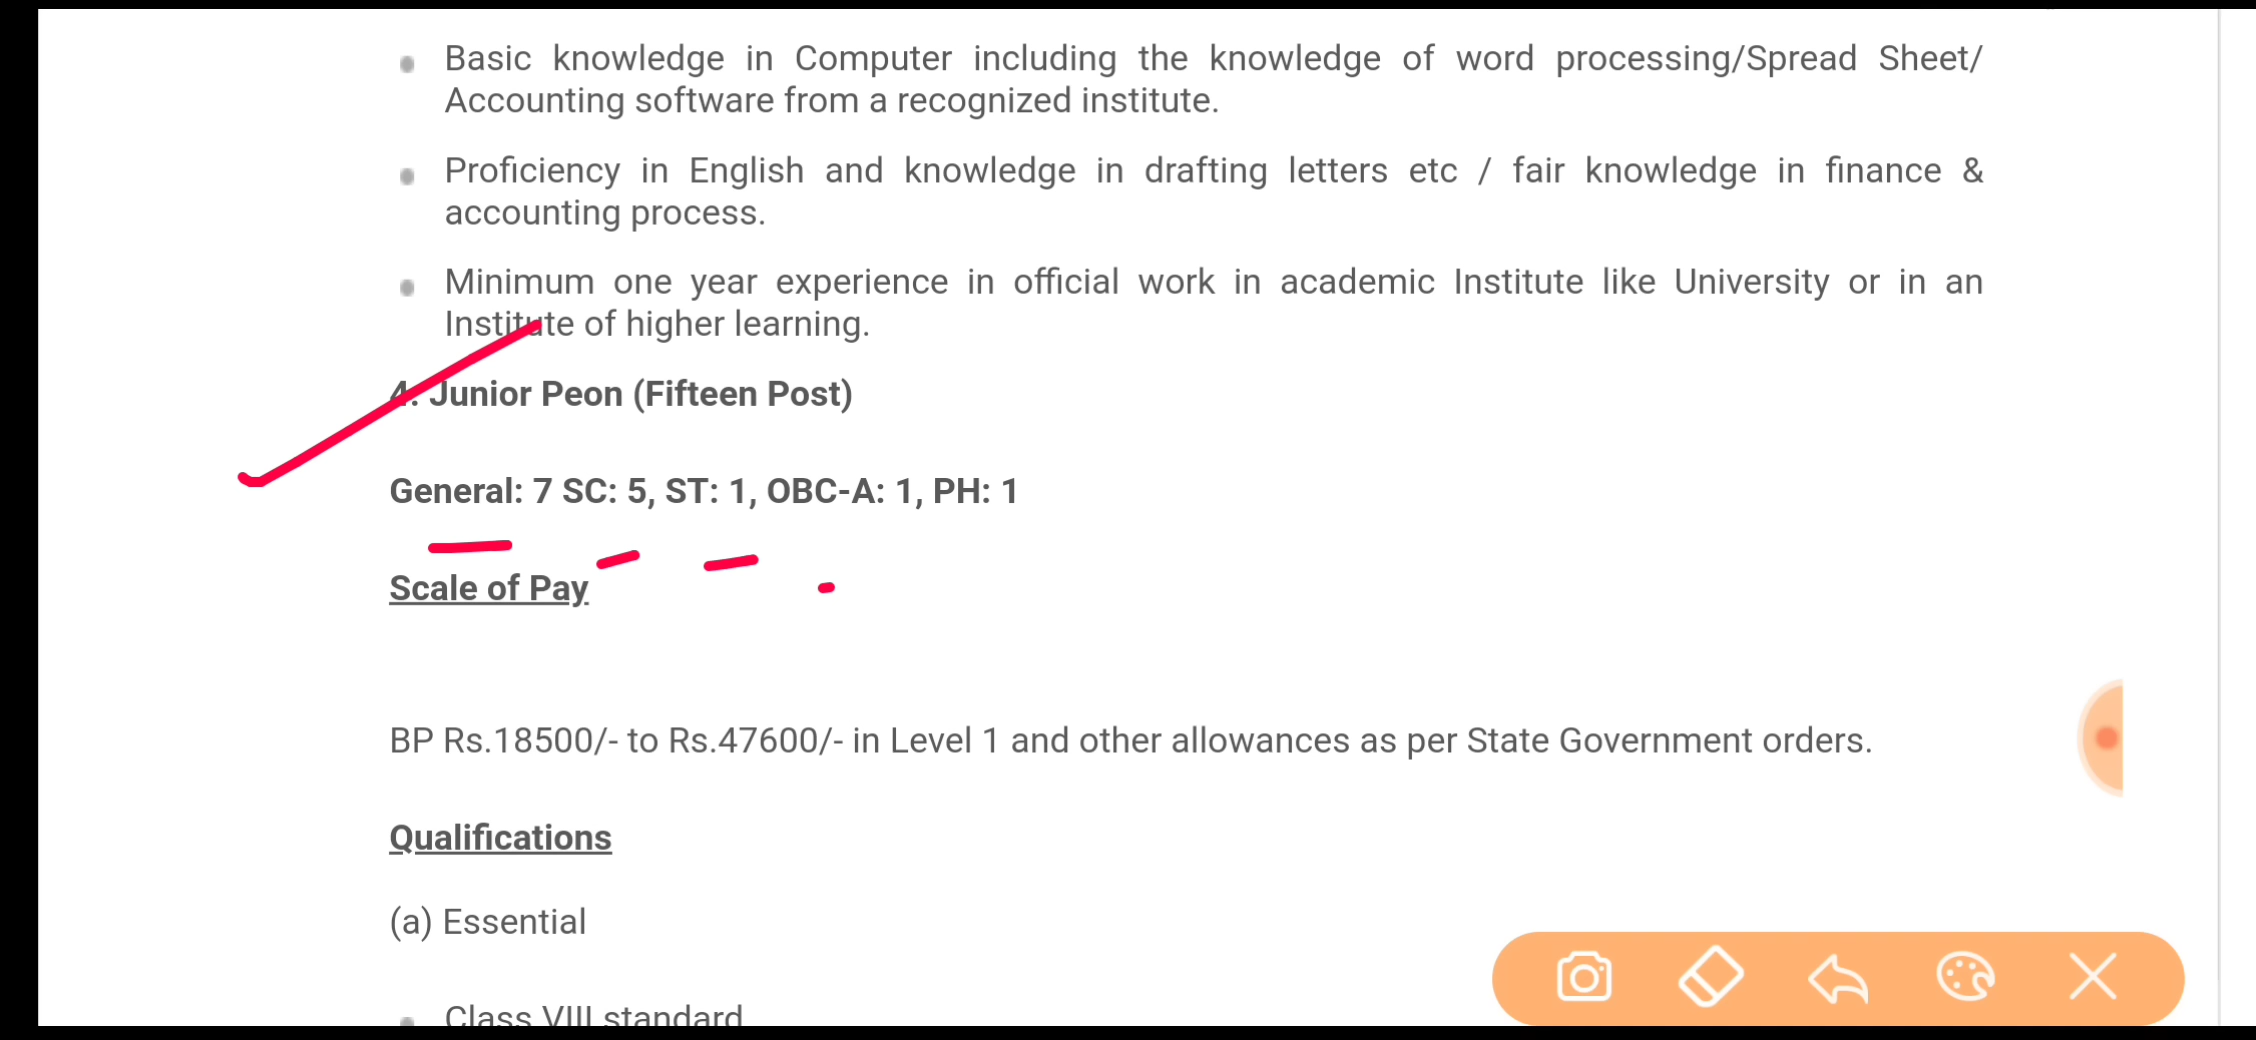 Basic knowledge in Computer including the knowledge of word processing/Spread Sheet/
Accounting software from a recognized institute.
Proficiency in English and knowledge in drafting letters etc / fair knowledge in finance &
accounting process.
Minimum one year experience in official work in academic Institute like University or in an
Institute of higher learning.
4. Junior Peon (Fifteen Post)
General: 7 SC: 5, ST: 1, OBC-A: 1, PH: 1
Scale of Pay
BP Rs.18500/- to Rs.47600/- in Level 1 and other allowances as per State Government orders.
Qualifications
(a) Essential
Class VIII standard